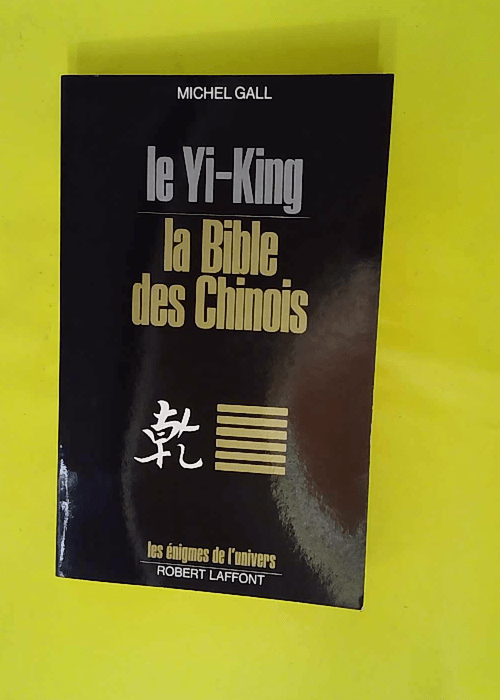 MICHEL GALL
le Yi-King
la Bible
des Chinois
乾
les énigmes de l'univers
ROBERT LAFFONT